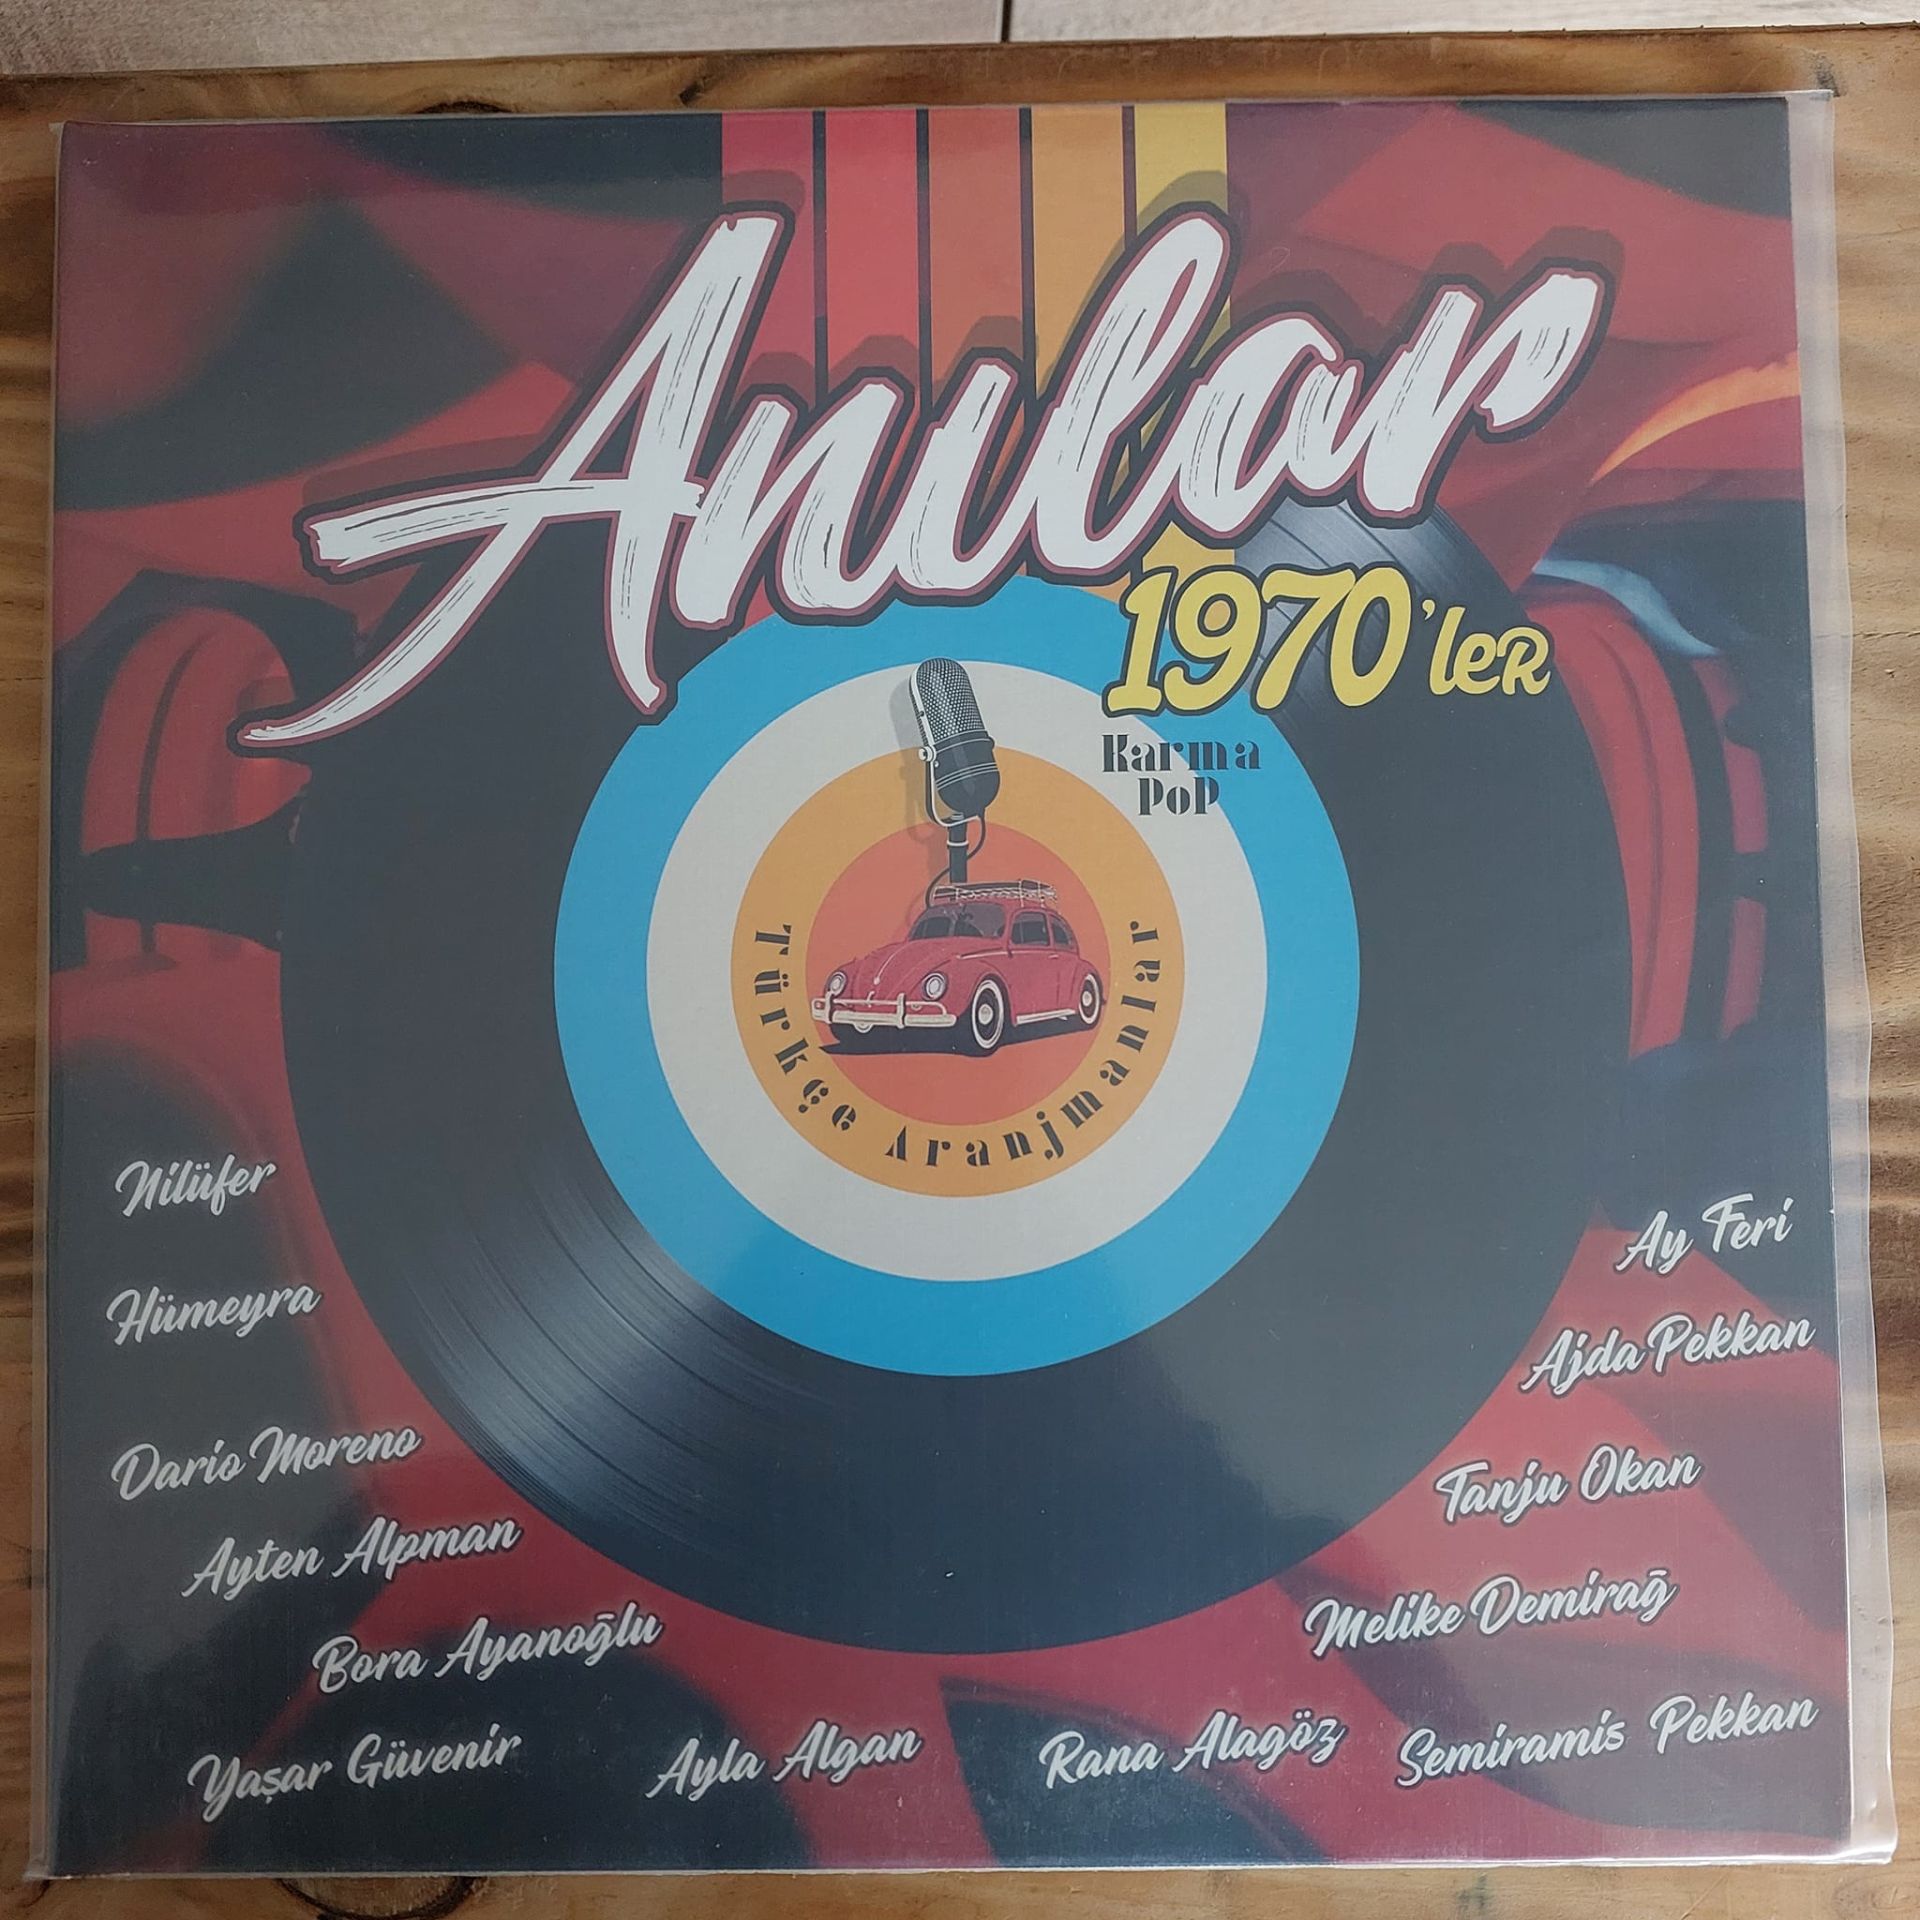 Anılar
1970'ler
Karma
PoP
Türkçe Aranjmanlar
Nilüfer
Hümeyra
Dario Moreno
Ayten Alpman
Bora Ayanoğlu
Yaşar Güvenir
Ayla Algan
Rana Alagöz
Semiramis Pekkan
Melike Demirağ
Tanju Okan
Ajda Pekkan
Ay Feri